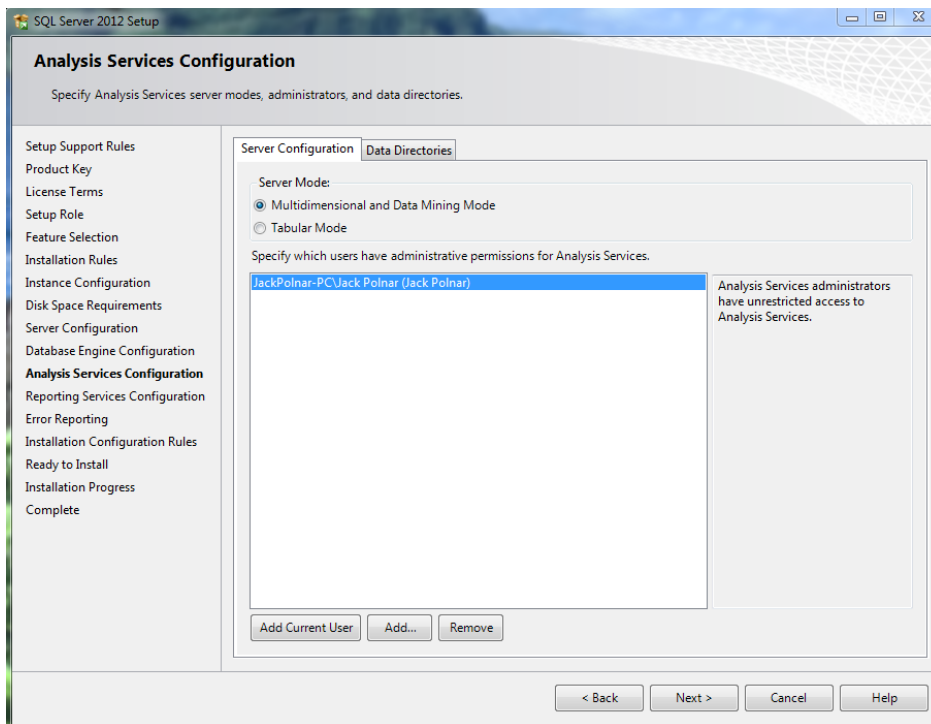 SQL Server 2012 Setup
Analysis Services Configuration
Specify Analysis Services server modes, administrators, and data directories.
Setup Support Rules
Product Key
License Terms
Setup Role
Feature Selection
Installation Rules
Instance Configuration
Disk Space Requirements
Server Configuration
Database Engine Configuration
Analysis Services Configuration
Reporting Services Configuration
Error Reporting
Installation Configuration Rules
Ready to Install
Installation Progress
Complete
Server Configuration Data Directories
Server Mode:
Multidimensional and Data Mining Mode
Tabular Mode
Specify which users have administrative permissions for Analysis Services.
JackPolnar-PC\Jack Polnar (Jack Polnar)
Analysis Services administrators
have unrestricted access to
Analysis Services.
Add Current User Add... Remove
< Back Next > Cancel Help